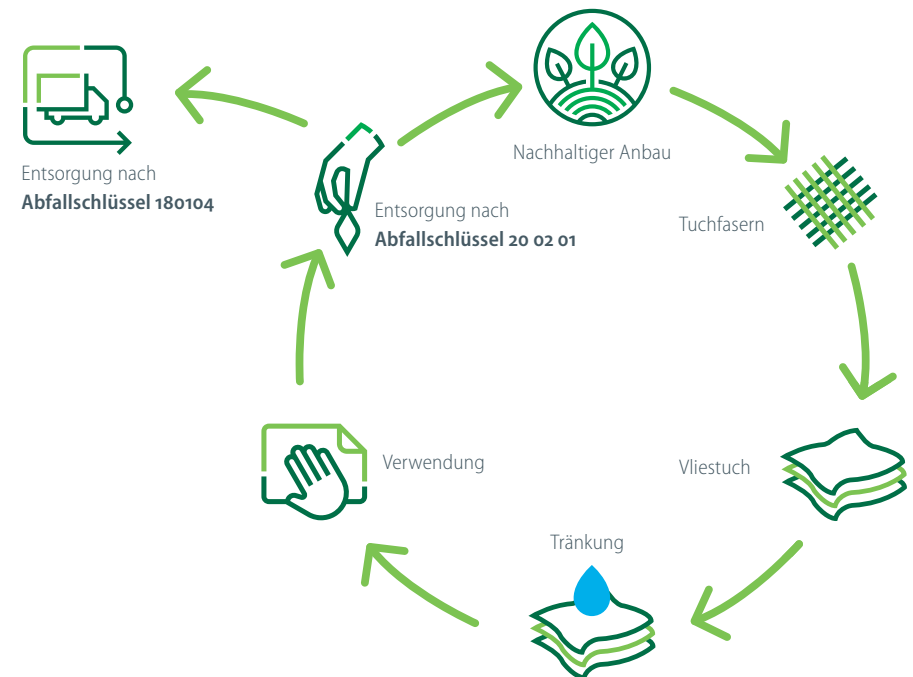 Nachhaltiger Anbau
Entsorgung nach
Abfallschlüssel 180104
Entsorgung nach
Abfallschlüssel 20 02 01
Tuchfasern
Verwendung
Vliestuch
Tränkung